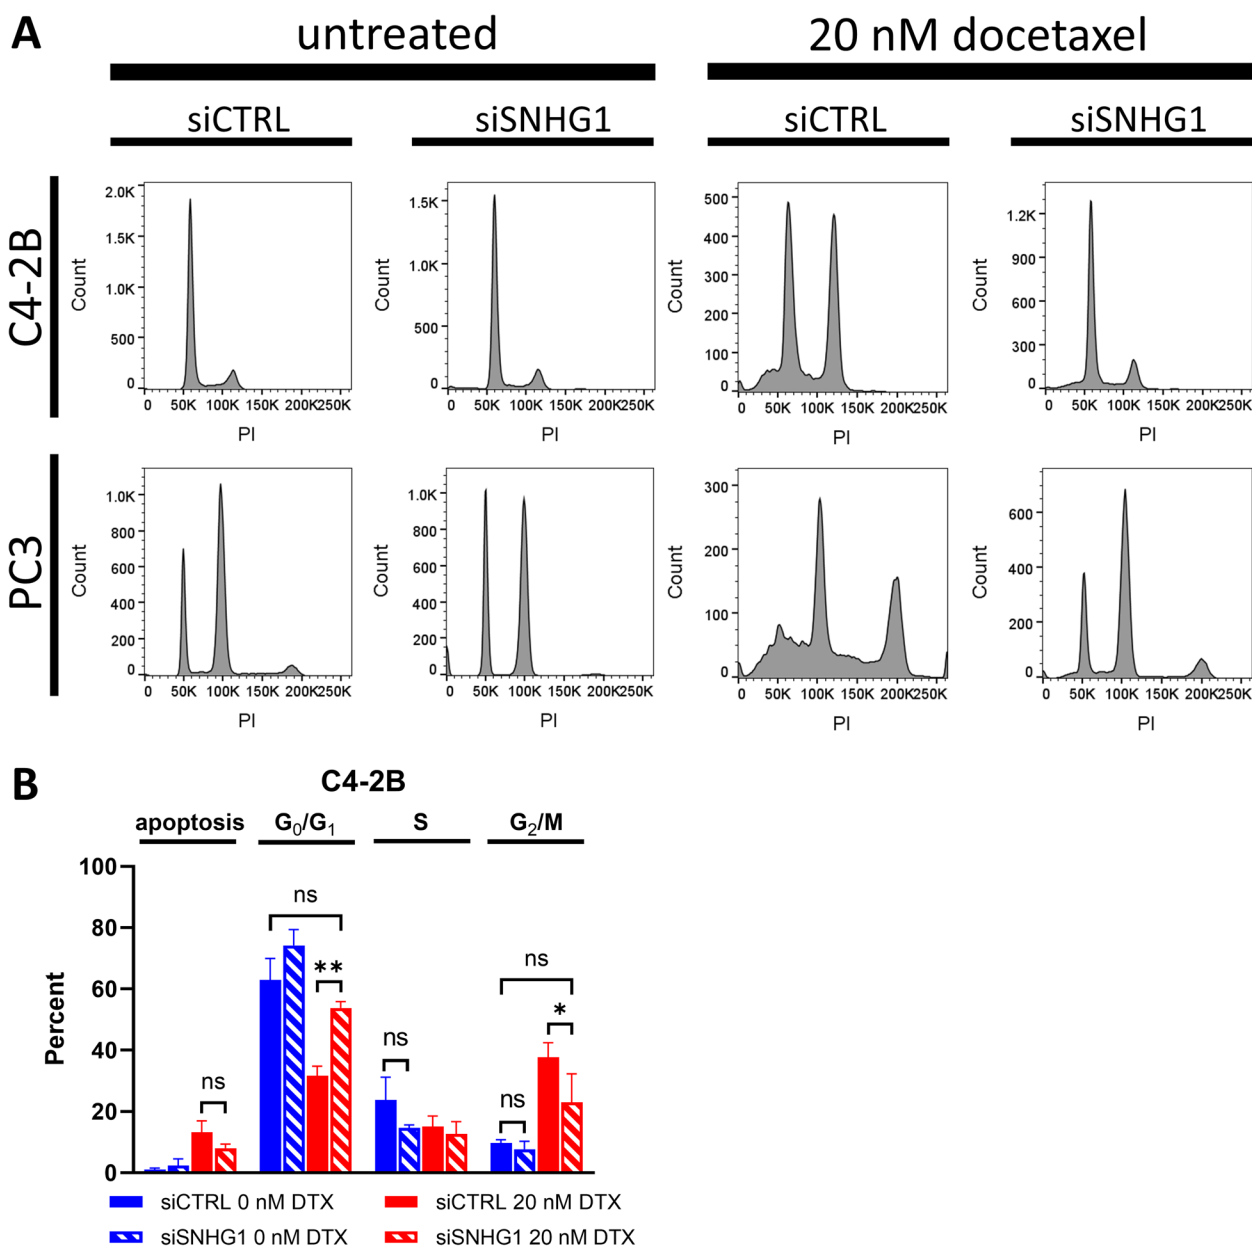 A
untreated
20 nM docetaxel
siCTRL
siSNHG1
siCTRL
siSNHG1
C4-2B
2.0K
1.5K
1.0K
500
0
Count
0 50K 100K 150K 200K 250K
PI
1.5K
1.0K
500
0
Count
0 50K 100K 150K 200K 250K
PI
500
400
300
200
100
0
Count
0 50K 100K 150K 200K 250K
PI
1.2K
900
600
300
0
Count
0 50K 100K 150K 200K 250K
PI
PC3
1.0K
800
600
400
200
0
Count
0 50K 100K 150K 200K 250K
PI
1.0K
800
600
400
200
0
Count
0 50K 100K 150K 200K 250K
PI
300
200
100
0
Count
0 50K 100K 150K 200K 250K
PI
600
400
200
0
Count
0 50K 100K 150K 200K 250K
PI
B
C4-2B
apoptosis
G₀/G₁
S
G₂/M
Percent
100
80
60
40
20
0
ns
ns
**
ns
ns
ns
*
siCTRL 0 nM DTX
siCTRL 20 nM DTX
siSNHG1 0 nM DTX
siSNHG1 20 nM DTX